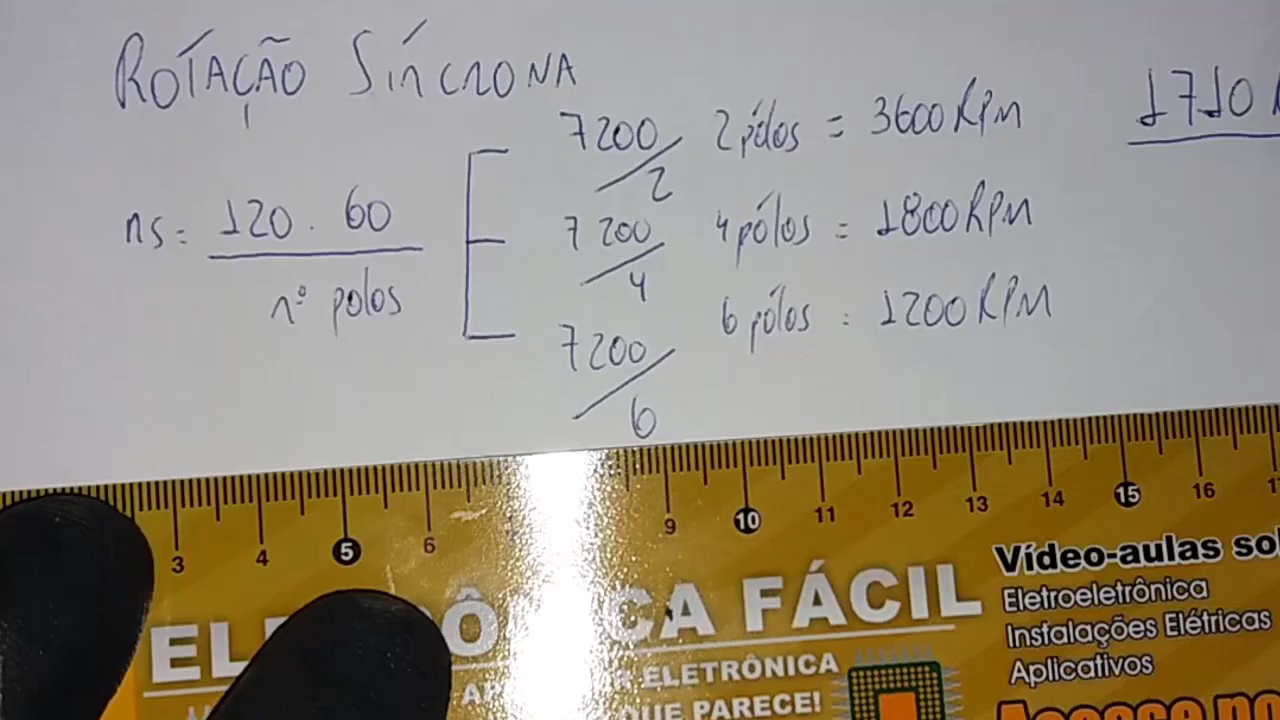 ROTAÇÃO SÍNCRONA
1710
7200/2 2 pólos = 3600 RPM
ns = 120 . 60
nº polos
7200/4 4 pólos = 1800 RPM
7200/6 6 pólos = 1200 RPM
3 4 5 6 9 10 11 12 13 14 15 16
Vídeo-aulas
Eletroeletrônica
Instalações Elétricas
Aplicativos
FÁCIL
ELETRÔNICA
PARECE!